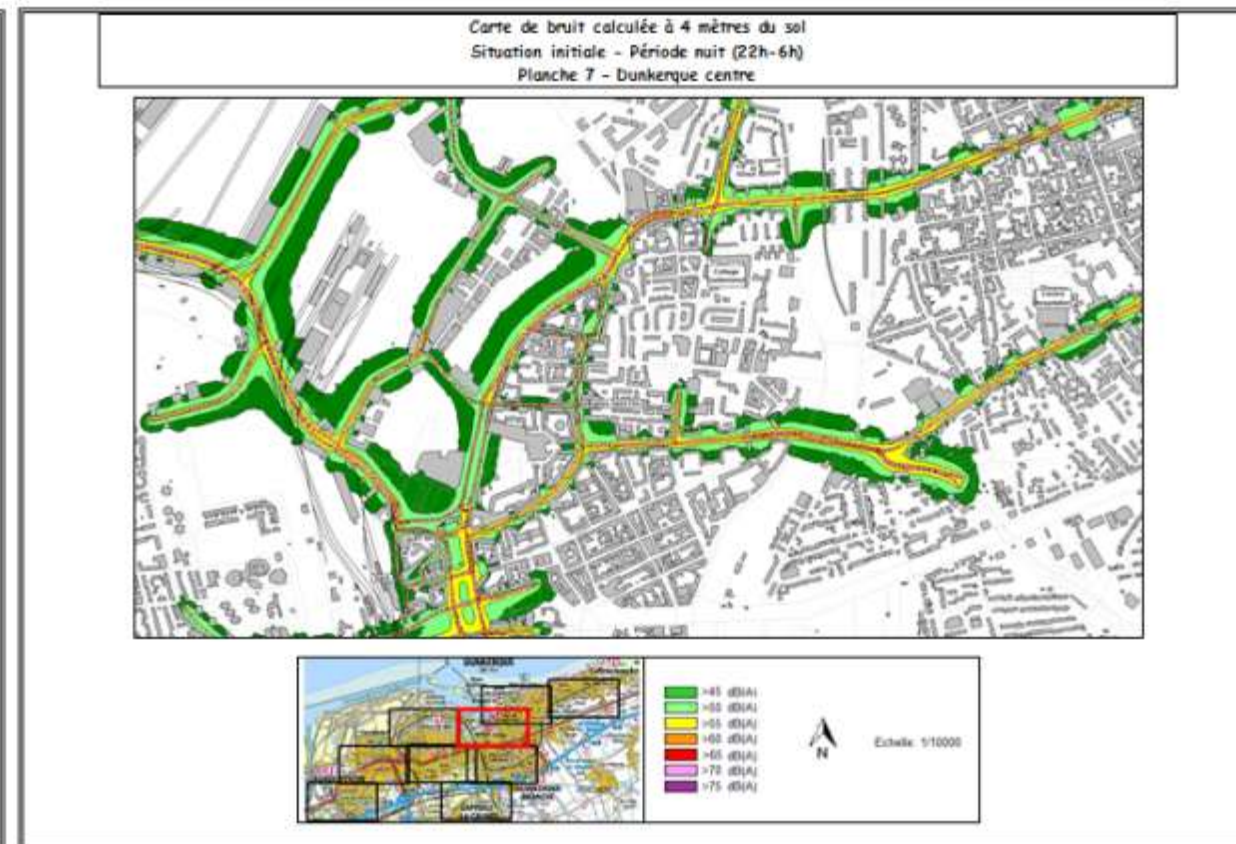 Carte de bruit calculée à 4 mètres du sol
Situation initiale - Période nuit (22h-6h)
Planche 7 - Dunkerque centre
Collège
DUNKERQUE
>45 dB(A)
>50 dB(A)
>55 dB(A)
>60 dB(A)
>65 dB(A)
>70 dB(A)
>75 dB(A)
N
Echelle: 1/10000